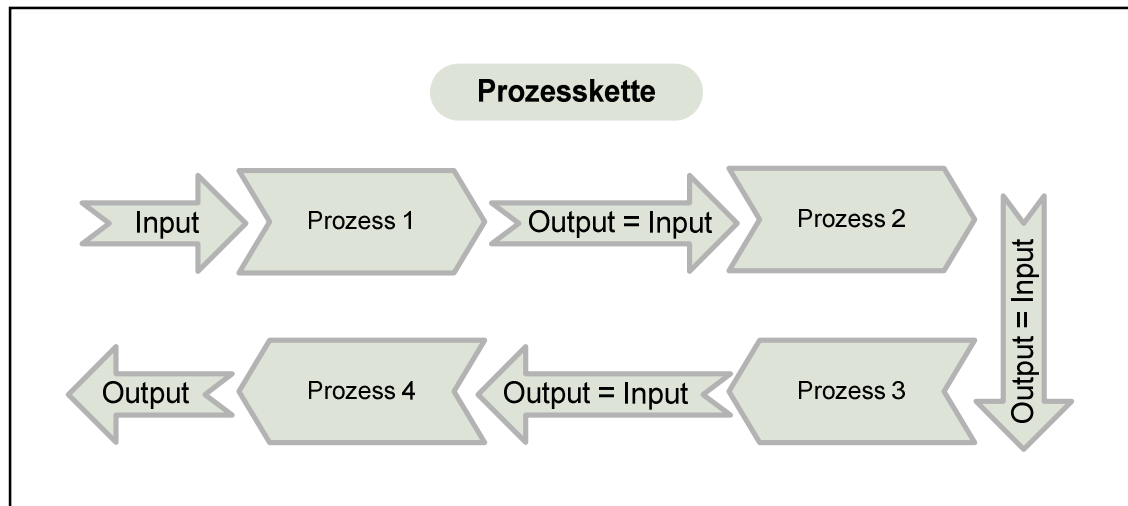 Prozesskette
Input
Prozess 1
Output = Input
Prozess 2
Output = Input
Prozess 3
Output = Input
Prozess 4
Output